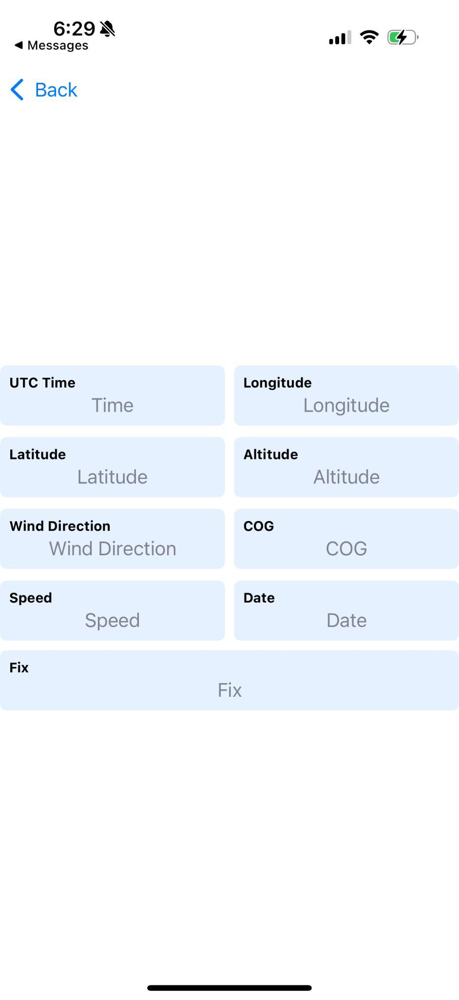 6:29
Messages
Back
UTC Time
Time
Longitude
Longitude
Latitude
Latitude
Altitude
Altitude
Wind Direction
Wind Direction
COG
COG
Speed
Speed
Date
Date
Fix
Fix